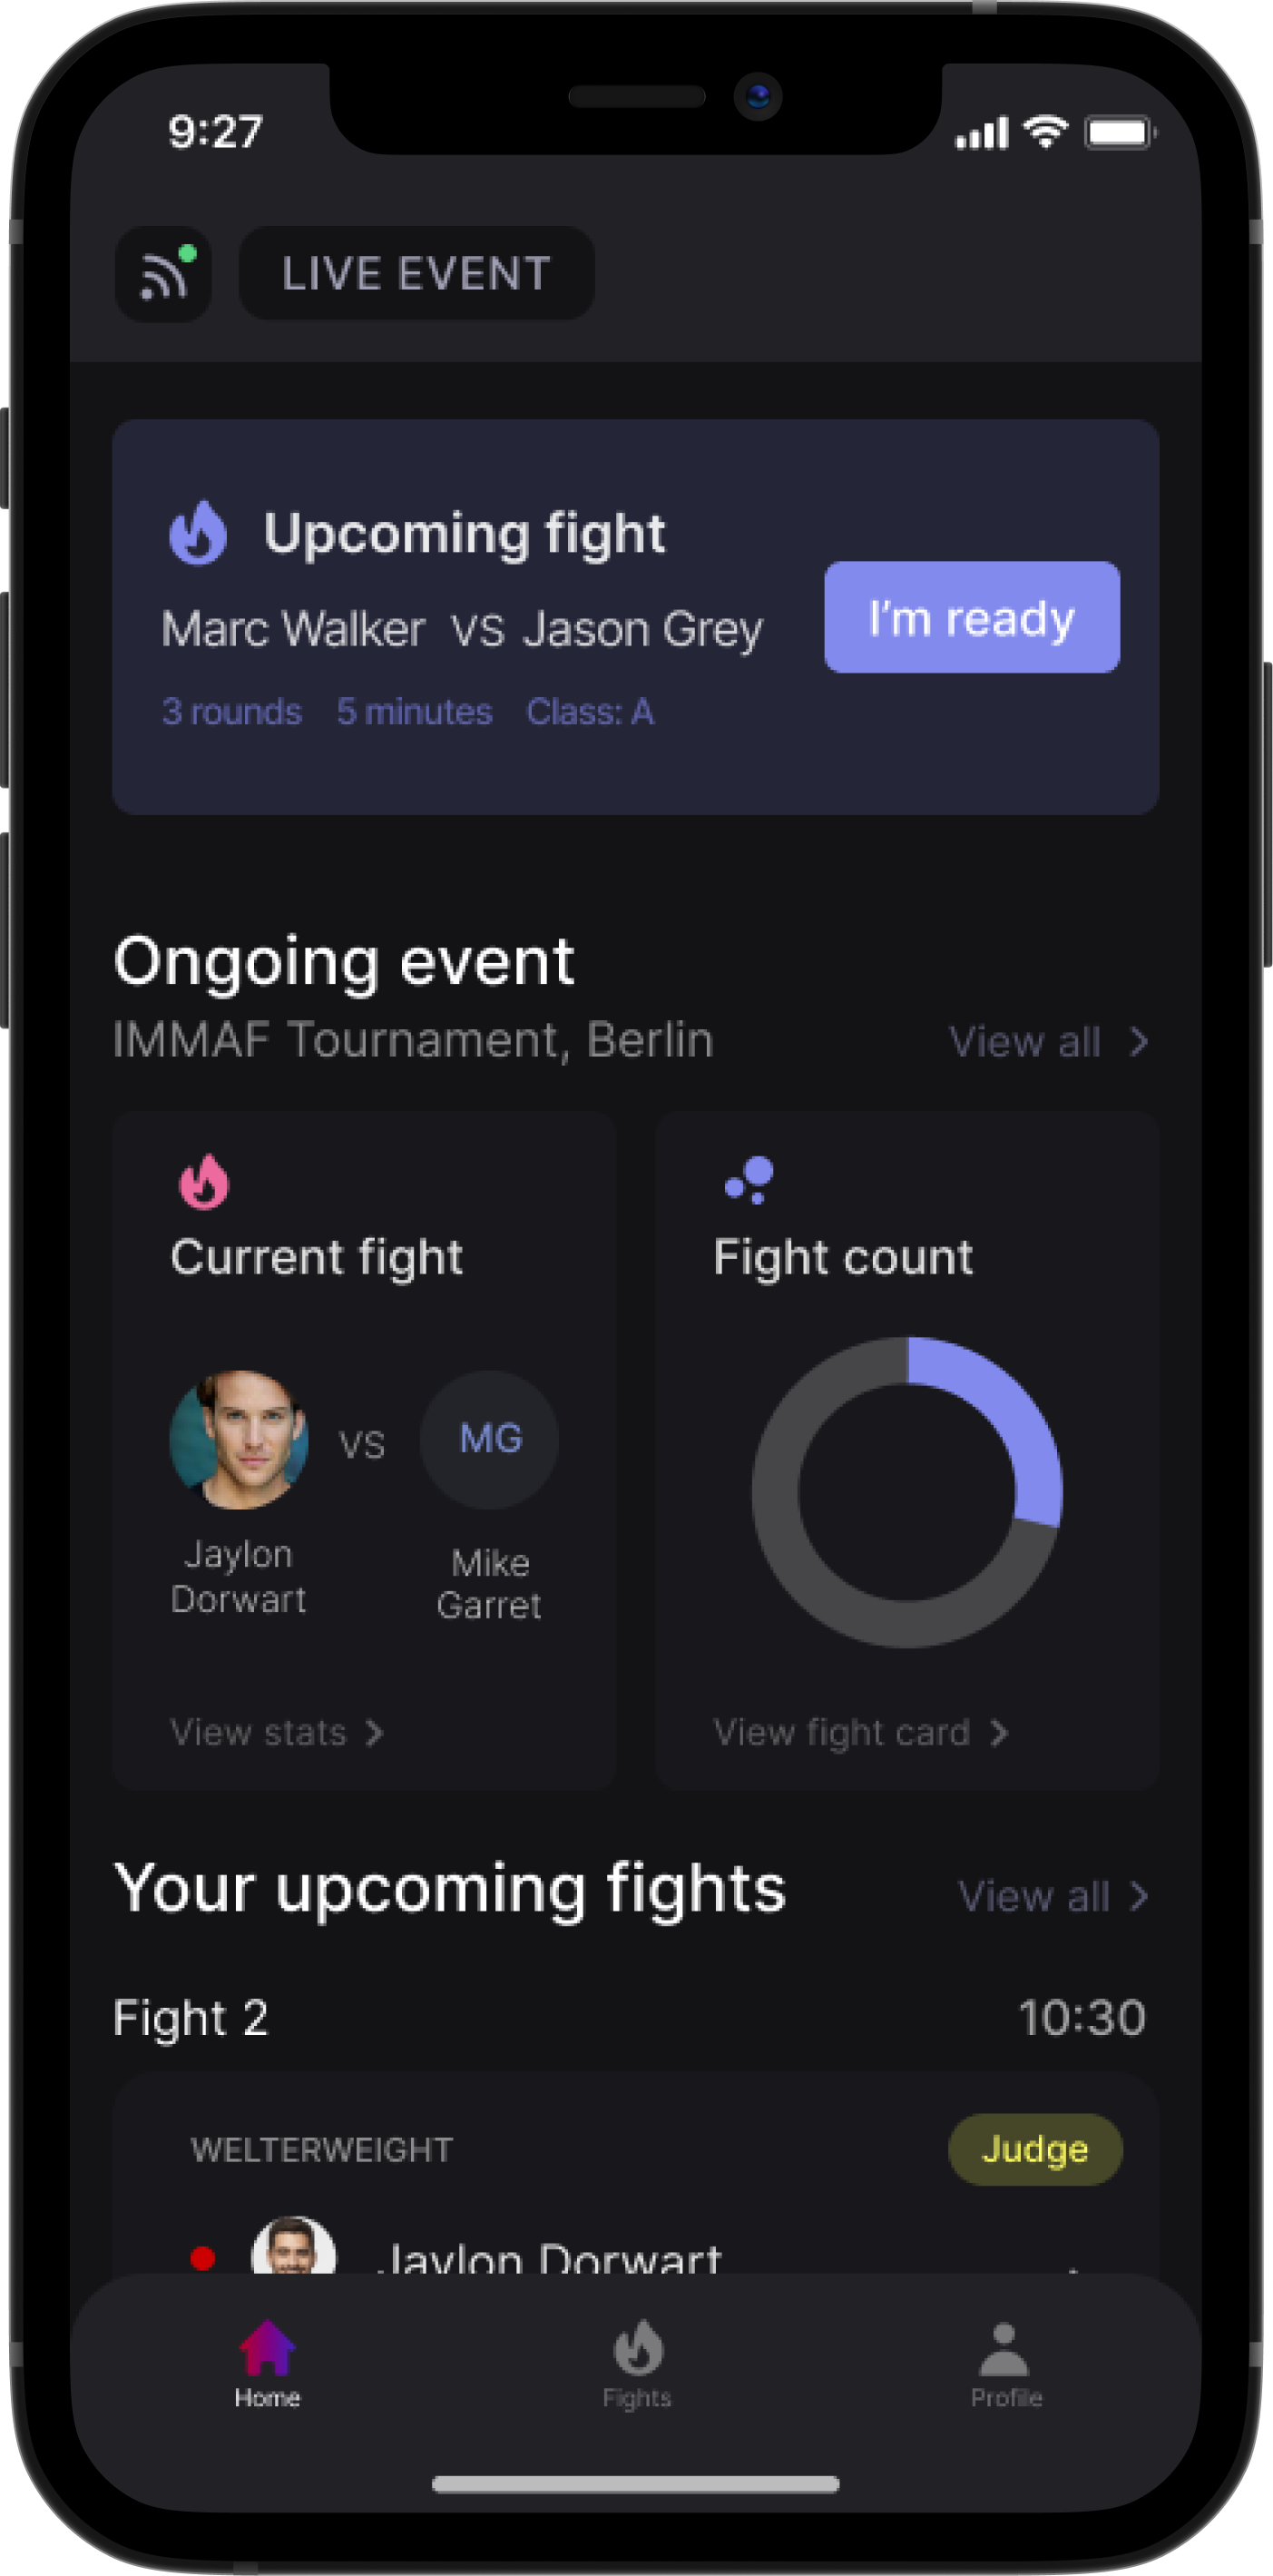 9:27
LIVE EVENT
Upcoming fight
Marc Walker VS Jason Grey
I'm ready
3 rounds 5 minutes Class: A
Ongoing event
IMMAF Tournament, Berlin
View all
Current fight
Fight count
VS
MG
Jaylon
Dorwart
Mike
Garret
View stats
View fight card
Your upcoming fights
View all
Fight 2
10:30
WELTERWEIGHT
Judge
Jaylon Dorwart
Home
Fights
Profile